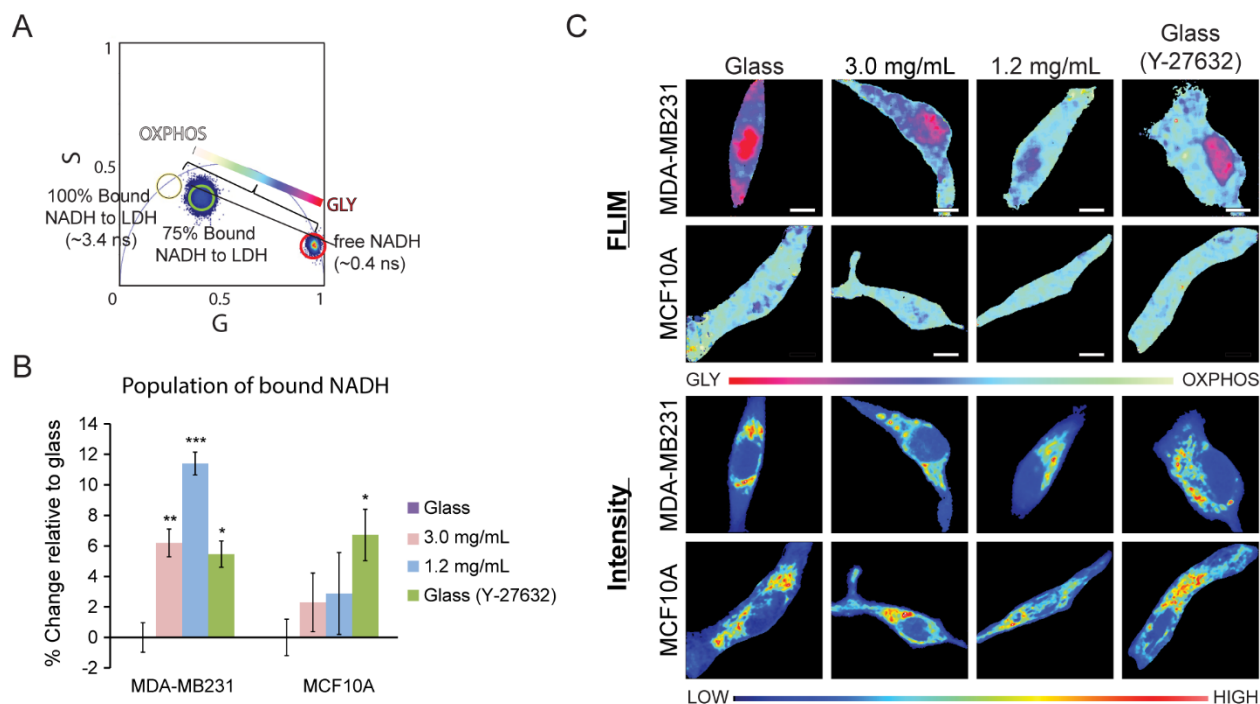 A
1
S
0.5
0
0.5
1
G
OXPHOS
GLY
100% Bound
NADH to LDH
(~3.4 ns)
75% Bound
NADH to LDH
free NADH
(~0.4 ns)
B
Population of bound NADH
% Change relative to glass
14
12
10
8
6
4
2
0
-2
**
***
*
*
MDA-MB231
MCF10A
Glass
3.0 mg/mL
1.2 mg/mL
Glass (Y-27632)
C
Glass
3.0 mg/mL
1.2 mg/mL
Glass
(Y-27632)
FLIM
MDA-MB231
MCF10A
GLY
OXPHOS
Intensity
MDA-MB231
MCF10A
LOW
HIGH